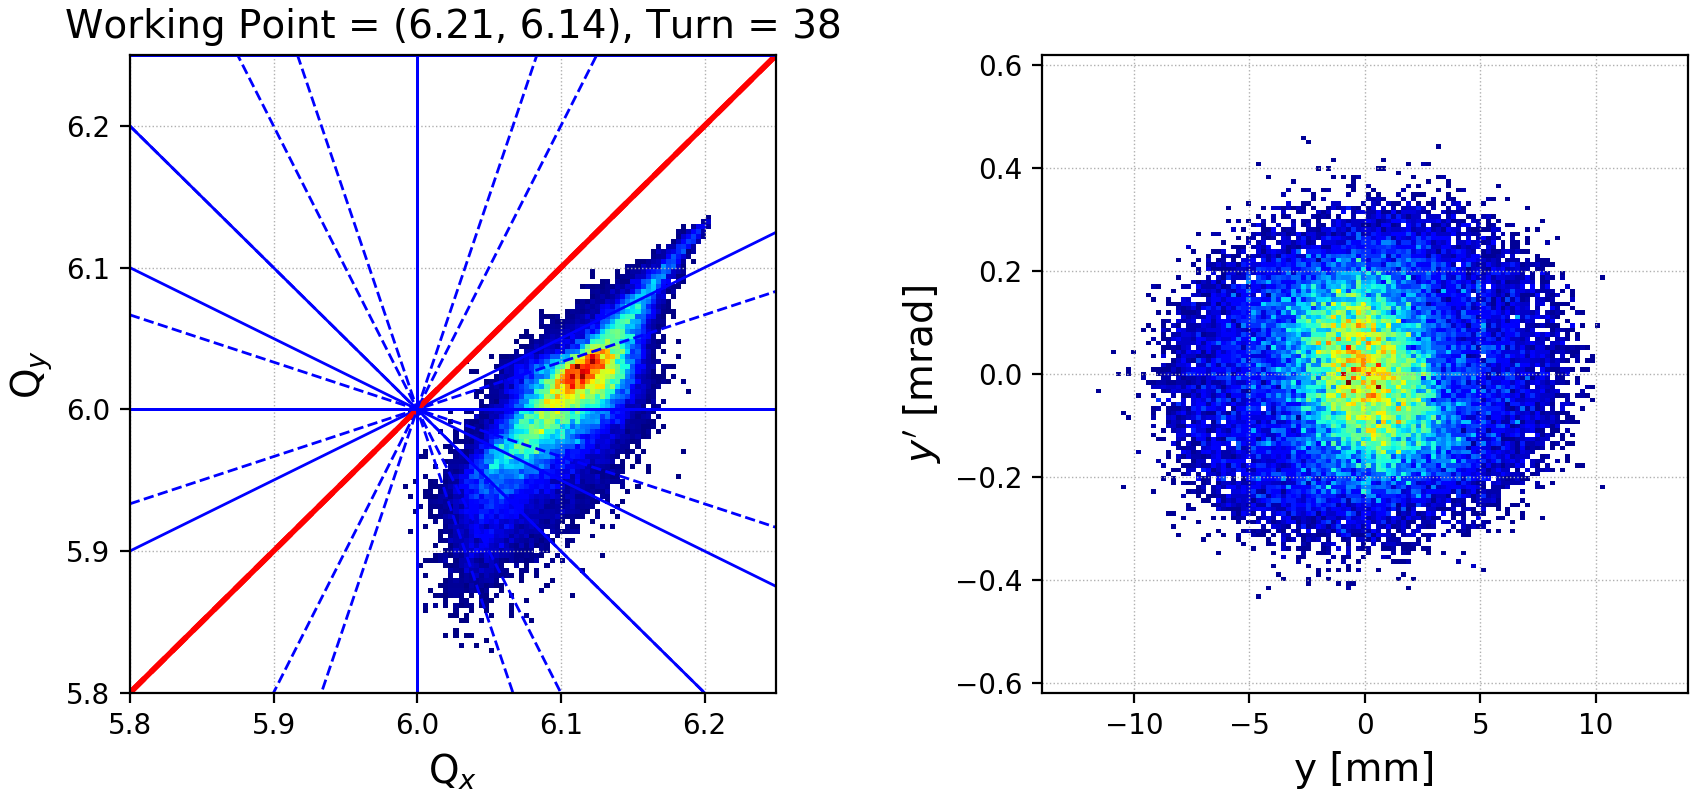 Working Point = (6.21, 6.14), Turn = 38
6.2
6.1
6.0
5.9
5.8
Q_y
5.8 5.9 6.0 6.1 6.2
Q_x
0.6
0.4
0.2
0.0
−0.2
−0.4
−0.6
y′ [mrad]
−10 −5 0 5 10
y [mm]